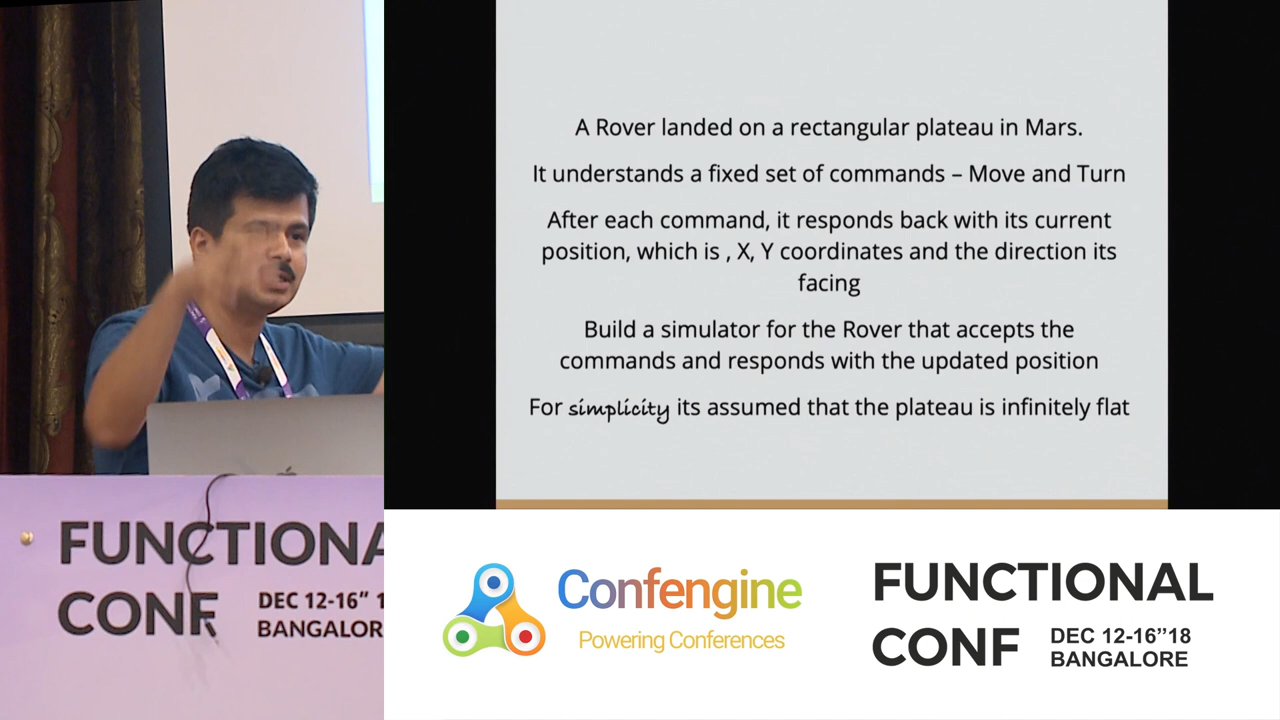 A Rover landed on a rectangular plateau in Mars.
It understands a fixed set of commands – Move and Turn
After each command, it responds back with its current
position, which is , X, Y coordinates and the direction its
facing
Build a simulator for the Rover that accepts the
commands and responds with the updated position
For simplicity its assumed that the plateau is infinitely flat
FUNCTIONA
CONF
DEC 12-16" 1
BANGALOR
Confengine
Powering Conferences
FUNCTIONAL
CONF
DEC 12-16”18
BANGALORE